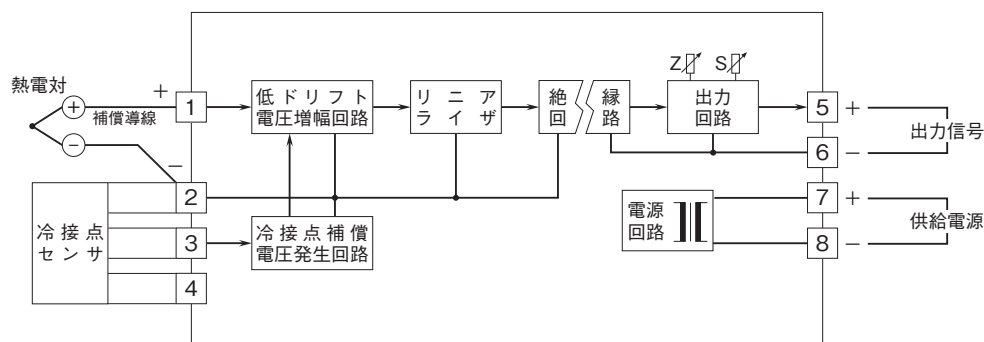 熱電対
+
−
補償導線
+
−
1
2
3
4
冷接点
センサ
低ドリフト
電圧増幅回路
冷接点補償
電圧発生回路
リニア
ライザ
絶縁
回路
Z
S
出力
回路
電源
回路
5
6
7
8
+
−
出力信号
+
−
供給電源